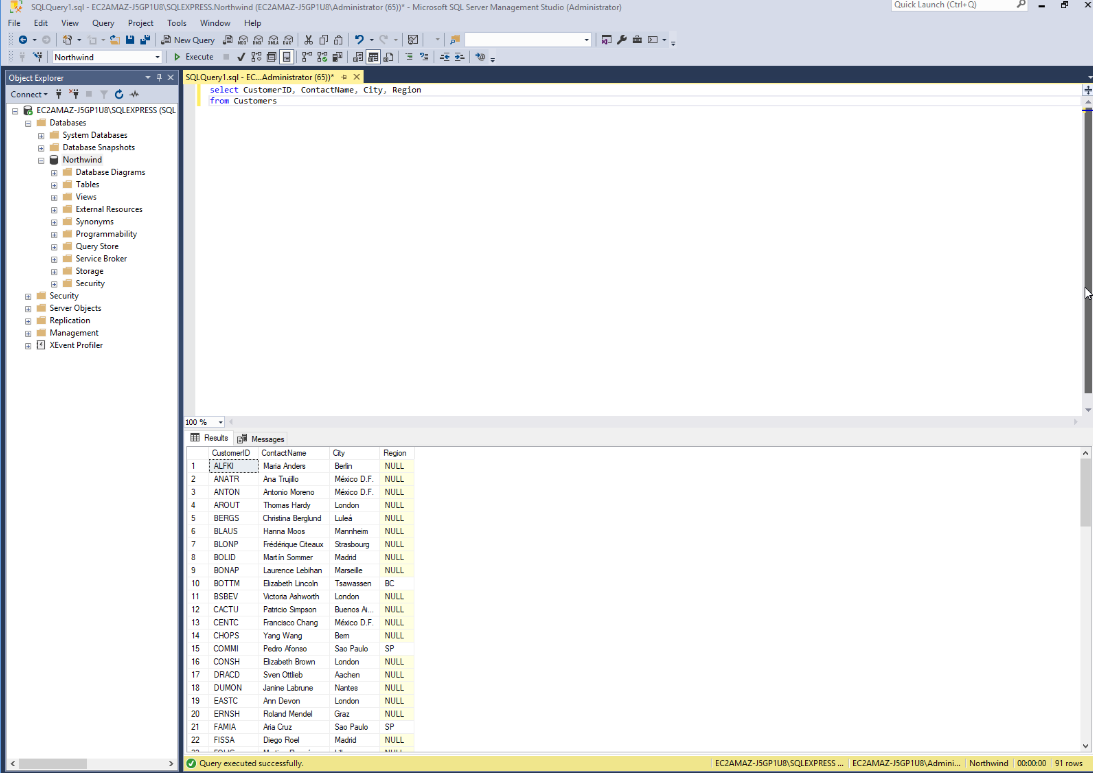 SQLQuery1.sql - EC2AMAZ-J5GP1U8\SQLEXPRESS.Northwind (EC2AMAZ-J5GP1U8\Administrator (65))* - Microsoft SQL Server Management Studio (Administrator)
Quick Launch (Ctrl+Q)
File Edit View Query Project Tools Window Help
New Query
Northwind
Execute
Object Explorer
SQLQuery1.sql - EC...Administrator (65))*
Connect
select CustomerID, ContactName, City, Region
from Customers
EC2AMAZ-J5GP1U8\SQLEXPRESS (SQL
Databases
System Databases
Database Snapshots
Northwind
Database Diagrams
Tables
Views
External Resources
Synonyms
Programmability
Query Store
Service Broker
Storage
Security
Security
Server Objects
Replication
Management
XEvent Profiler
100 %
Results Messages
CustomerID ContactName City Region
1 ALFKI Maria Anders Berlin NULL
2 ANATR Ana Trujillo México D.F. NULL
3 ANTON Antonio Moreno México D.F. NULL
4 AROUT Thomas Hardy London NULL
5 BERGS Christina Berglund Luleå NULL
6 BLAUS Hanna Moos Mannheim NULL
7 BLONP Frédérique Citeaux Strasbourg NULL
8 BOLID Martín Sommer Madrid NULL
9 BONAP Laurence Lebihan Marseille NULL
10 BOTTM Elizabeth Lincoln Tsawassen BC
11 BSBEV Victoria Ashworth London NULL
12 CACTU Patricio Simpson Buenos Ai... NULL
13 CENTC Francisco Chang México D.F. NULL
14 CHOPS Yang Wang Bern NULL
15 COMMI Pedro Afonso Sao Paulo SP
16 CONSH Elizabeth Brown London NULL
17 DRACD Sven Ottlieb Aachen NULL
18 DUMON Janine Labrune Nantes NULL
19 EASTC Ann Devon London NULL
20 ERNSH Roland Mendel Graz NULL
21 FAMIA Aria Cruz Sao Paulo SP
22 FISSA Diego Roel Madrid NULL
Query executed successfully.
EC2AMAZ-J5GP1U8\SQLEXPRESS ... EC2AMAZ-J5GP1U8\Admini... Northwind 00:00:00 91 rows